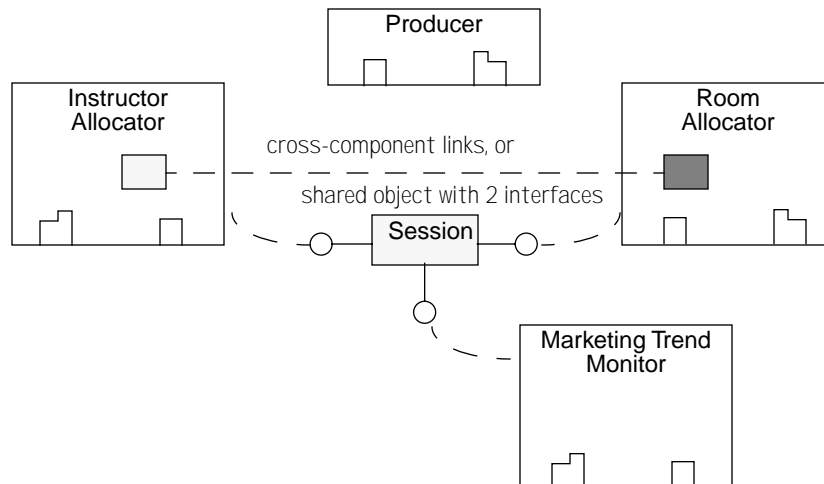 Producer
Instructor
Allocator
Room
Allocator
cross-component links, or
shared object with 2 interfaces
Session
Marketing Trend
Monitor